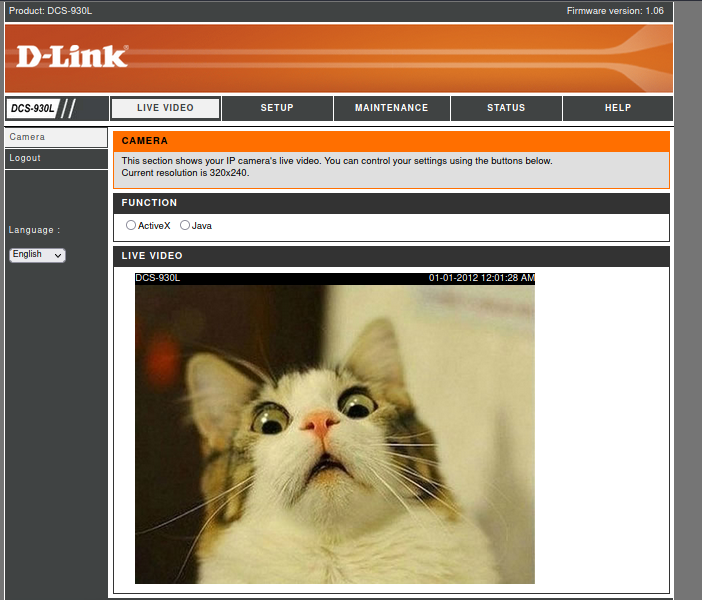 Product: DCS-930L Firmware version: 1.06
D-Link
DCS-930L LIVE VIDEO SETUP MAINTENANCE STATUS HELP
Camera
Logout
Language :
English
CAMERA
This section shows your IP camera's live video. You can control your settings using the buttons below.
Current resolution is 320x240.
FUNCTION
ActiveX Java
LIVE VIDEO
DCS-930L 01-01-2012 12:01:28 AM